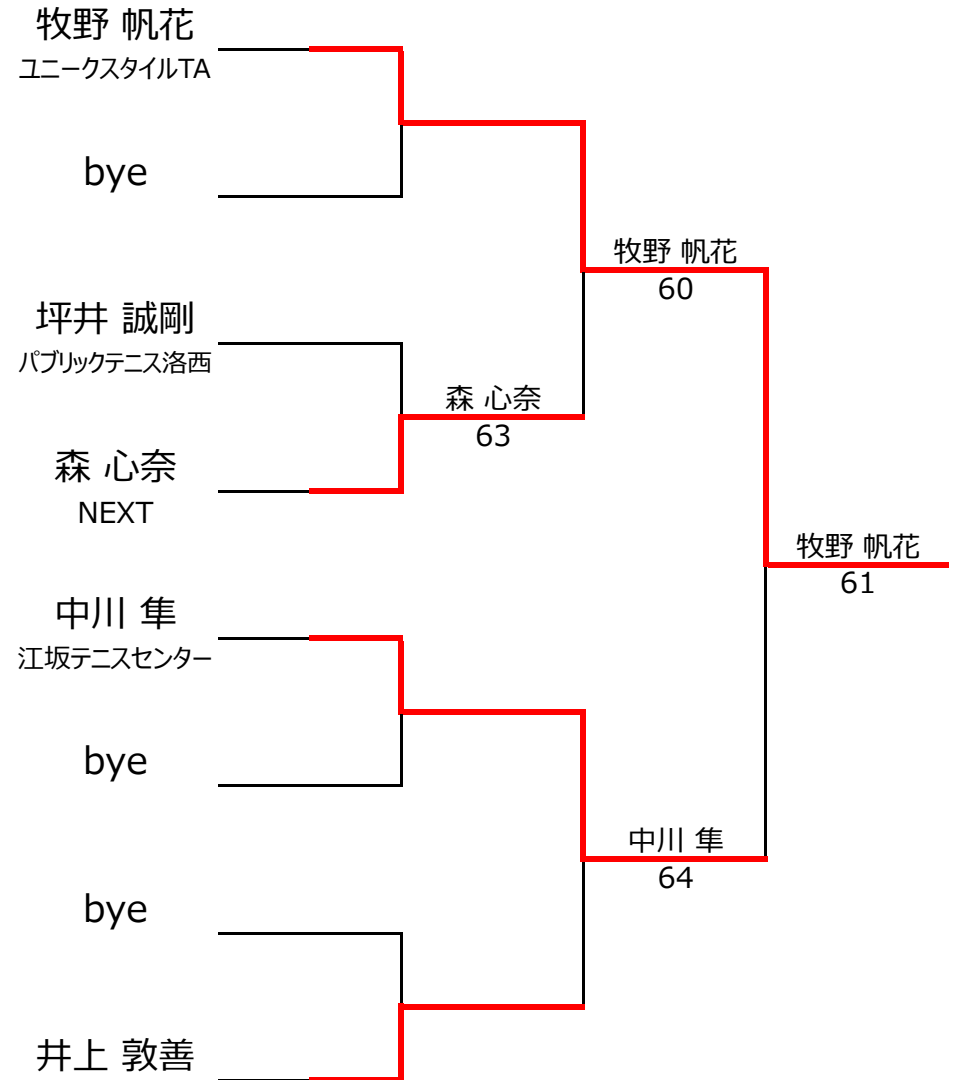 牧野 帆花
ユニークスタイルTA
bye
牧野 帆花
60
坪井 誠剛
パブリックテニス洛西
森 心奈
63
森 心奈
NEXT
牧野 帆花
61
中川 隼
江坂テニスセンター
bye
中川 隼
64
bye
井上 敦善